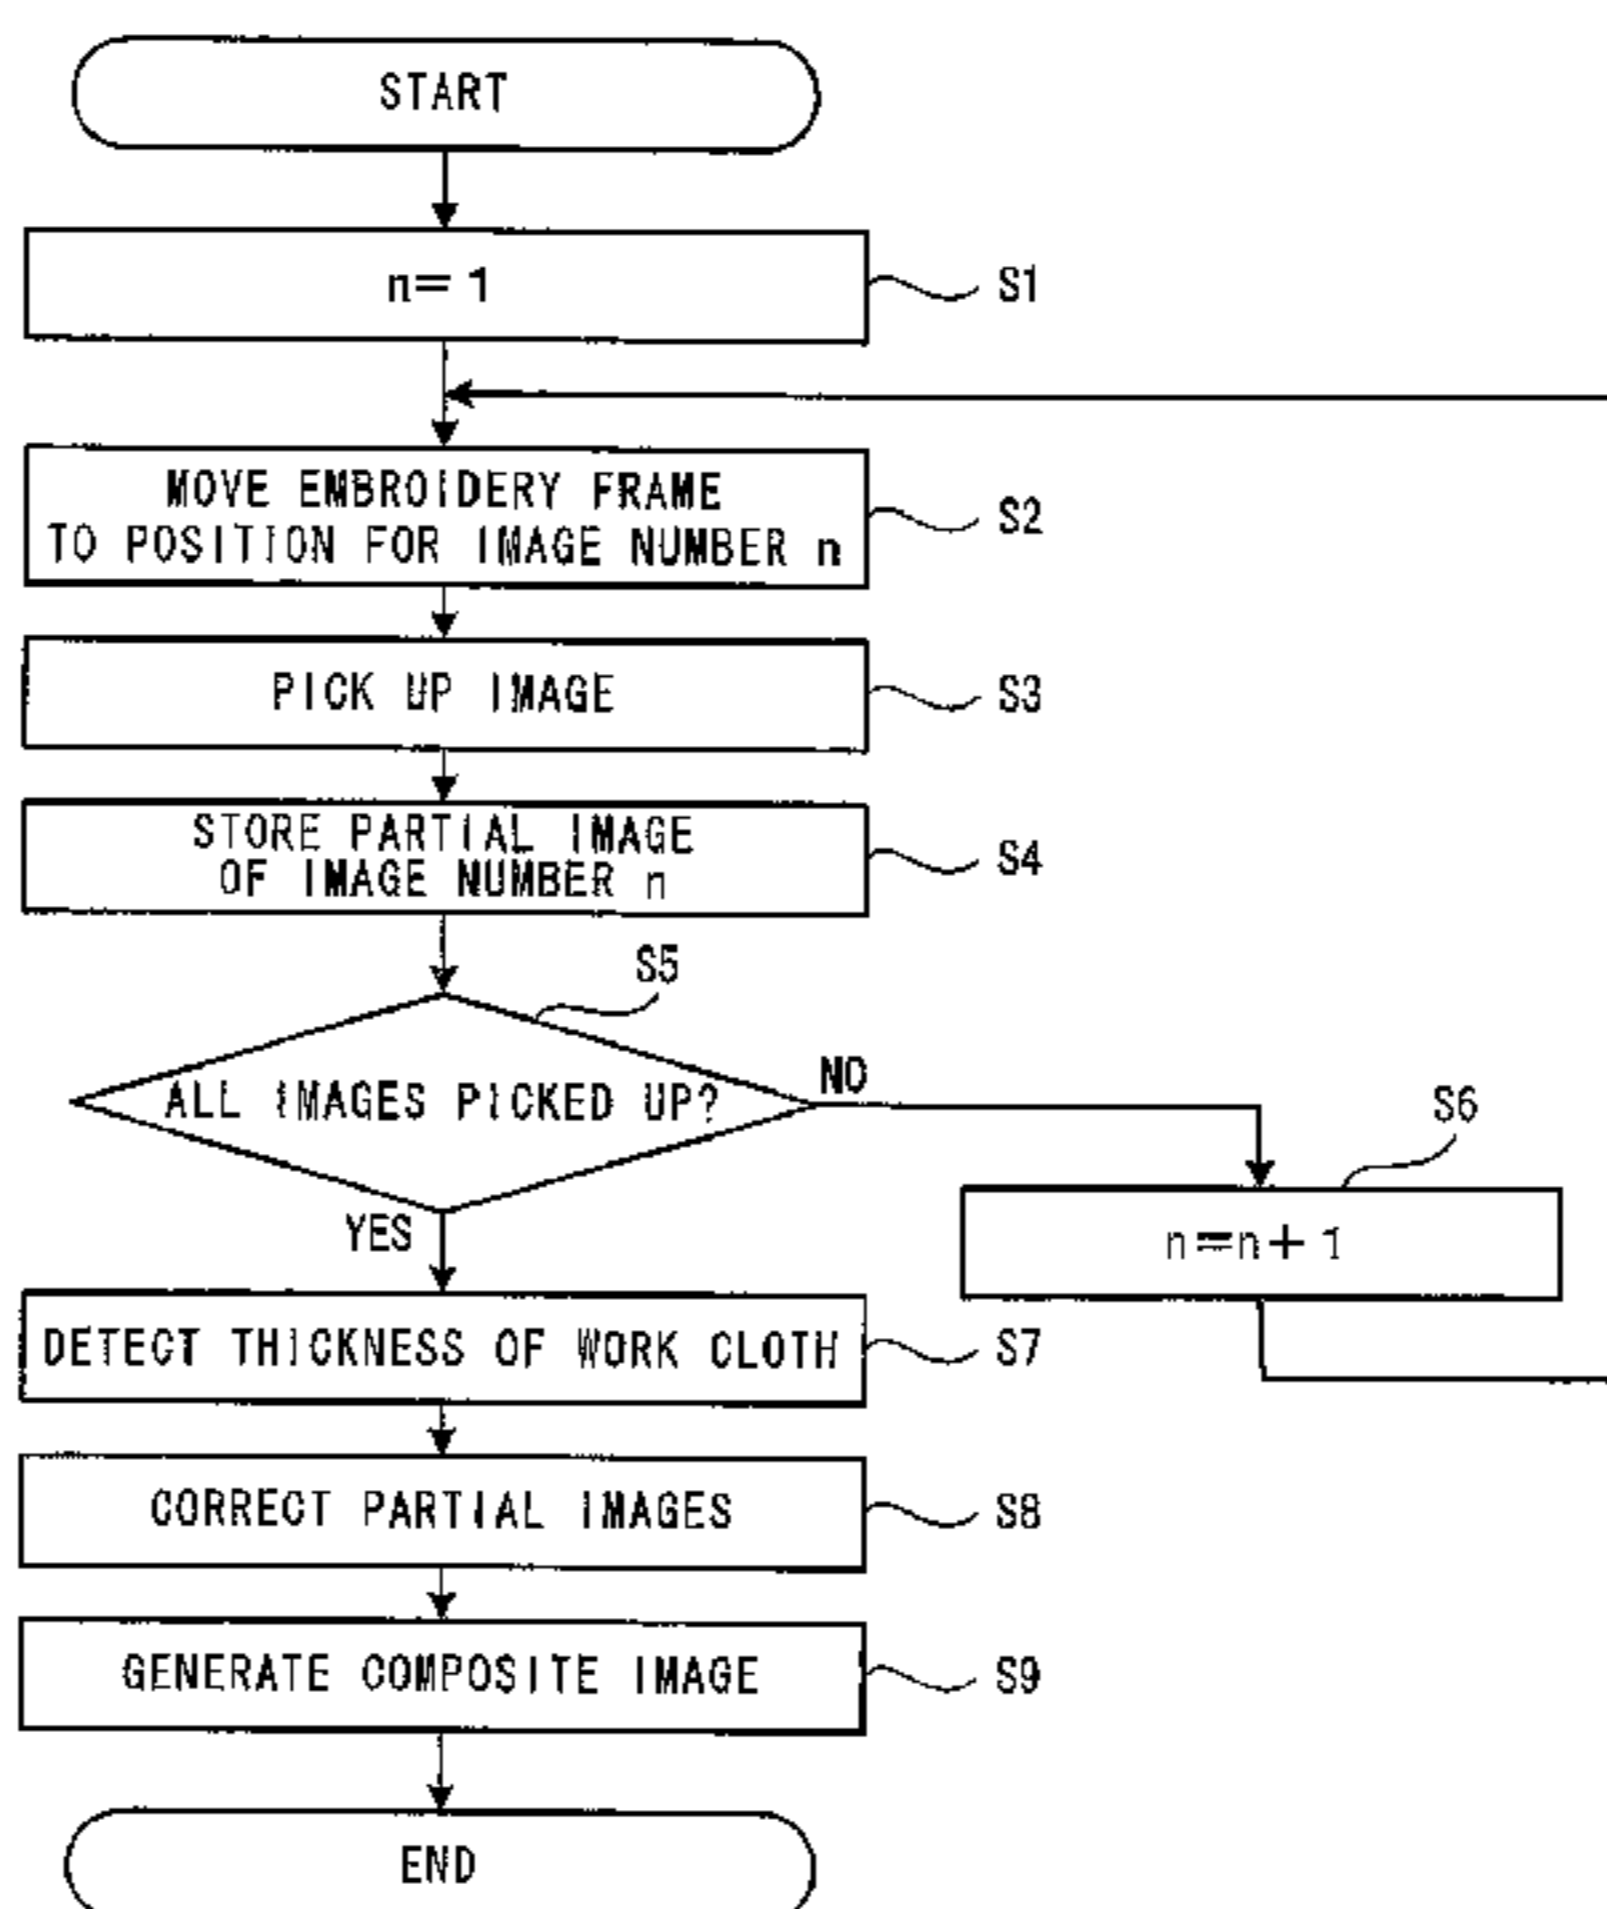 START
n=1
S1
MOVE EMBROIDERY FRAME
TO POSITION FOR IMAGE NUMBER n
S2
PICK UP IMAGE
S3
STORE PARTIAL IMAGE
OF IMAGE NUMBER n
S4
S5
ALL IMAGES PICKED UP?
NO
S6
n=n+1
YES
DETECT THICKNESS OF WORK CLOTH
S7
CORRECT PARTIAL IMAGES
S8
GENERATE COMPOSITE IMAGE
S9
END